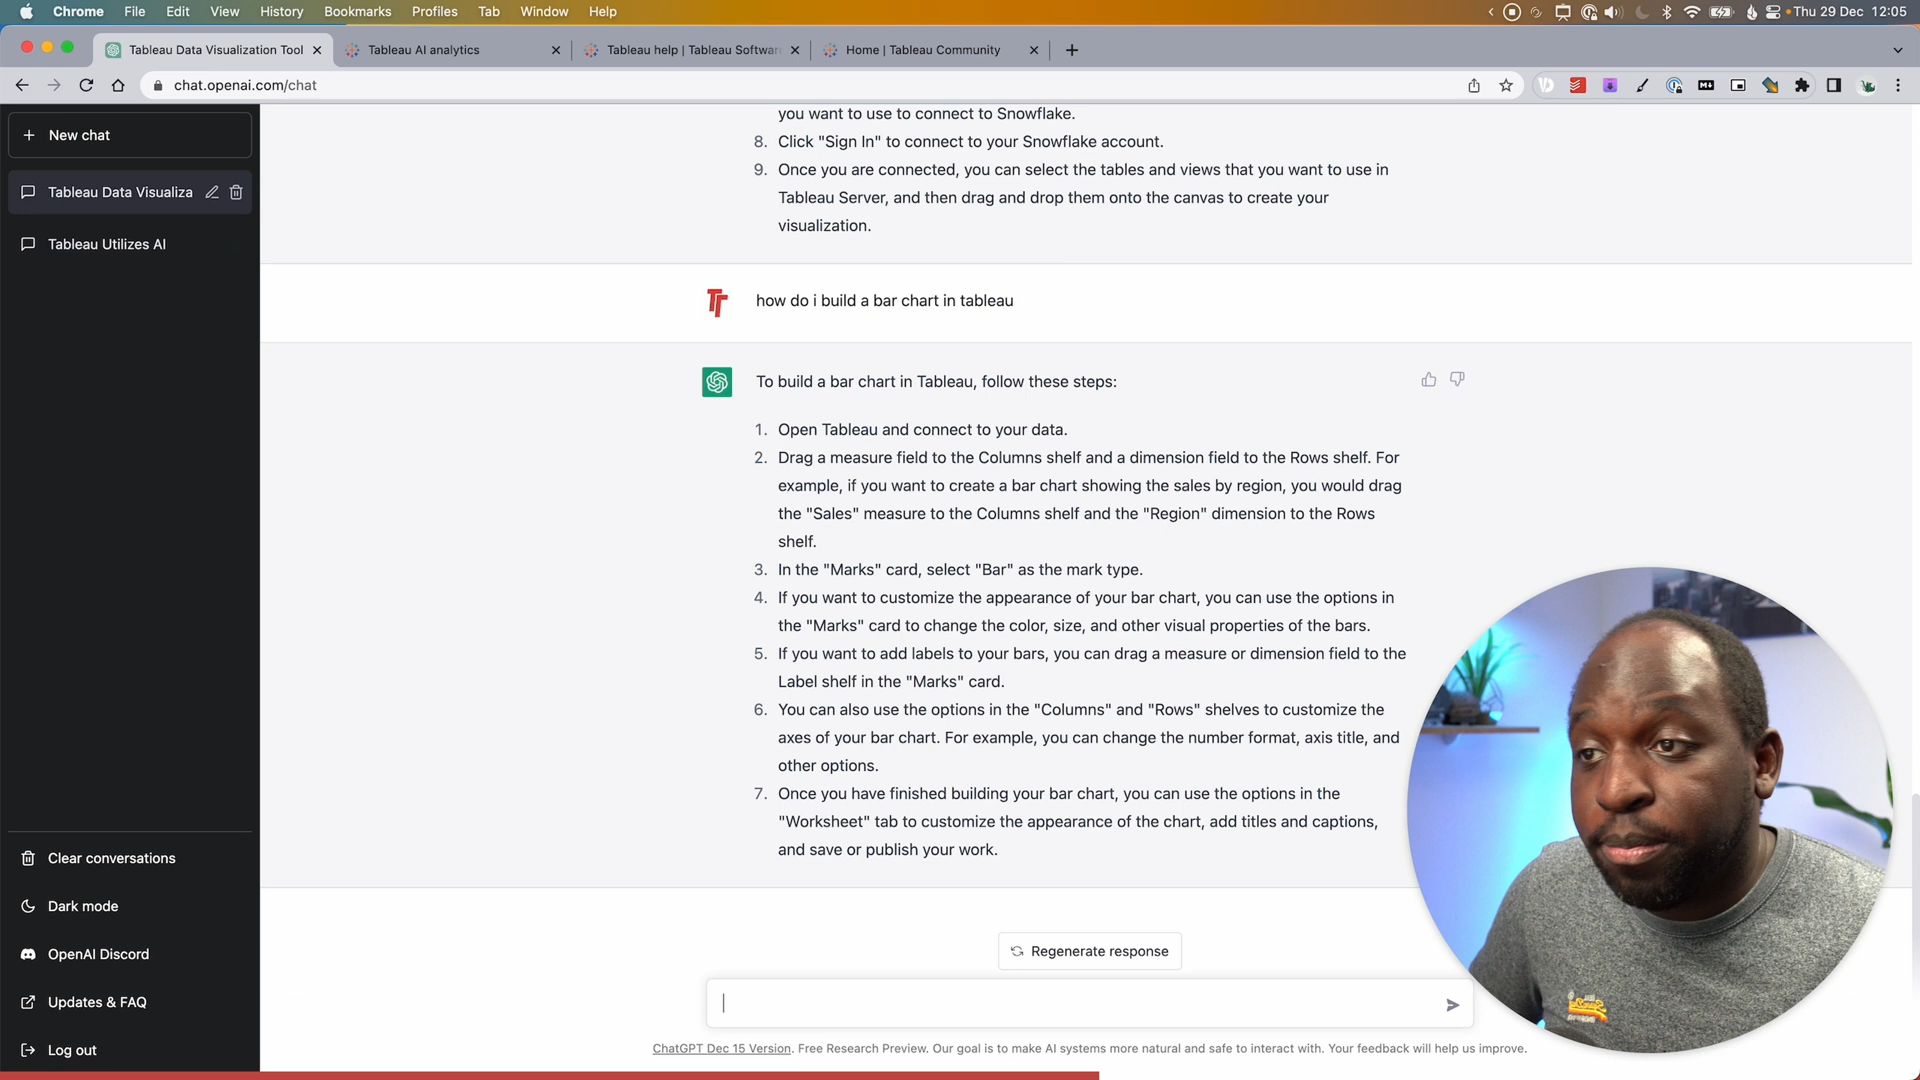 Chrome File Edit View History Bookmarks Profiles Tab Window Help Thu 29 Dec 12:05
Tableau Data Visualization Tool Tableau AI analytics Tableau help | Tableau Softwar Home | Tableau Community
chat.openai.com/chat
New chat
Tableau Data Visualiza
Tableau Utilizes AI
you want to use to connect to Snowflake.
8. Click "Sign In" to connect to your Snowflake account.
9. Once you are connected, you can select the tables and views that you want to use in
Tableau Server, and then drag and drop them onto the canvas to create your
visualization.
how do i build a bar chart in tableau
To build a bar chart in Tableau, follow these steps:
1. Open Tableau and connect to your data.
2. Drag a measure field to the Columns shelf and a dimension field to the Rows shelf. For
example, if you want to create a bar chart showing the sales by region, you would drag
the "Sales" measure to the Columns shelf and the "Region" dimension to the Rows
shelf.
3. In the "Marks" card, select "Bar" as the mark type.
4. If you want to customize the appearance of your bar chart, you can use the options in
the "Marks" card to change the color, size, and other visual properties of the bars.
5. If you want to add labels to your bars, you can drag a measure or dimension field to the
Label shelf in the "Marks" card.
6. You can also use the options in the "Columns" and "Rows" shelves to customize the
axes of your bar chart. For example, you can change the number format, axis title, and
other options.
7. Once you have finished building your bar chart, you can use the options in the
"Worksheet" tab to customize the appearance of the chart, add titles and captions,
and save or publish your work.
Clear conversations
Dark mode
OpenAI Discord
Updates & FAQ
Log out
Regenerate response
ChatGPT Dec 15 Version. Free Research Preview. Our goal is to make AI systems more natural and safe to interact with. Your feedback will help us improve.